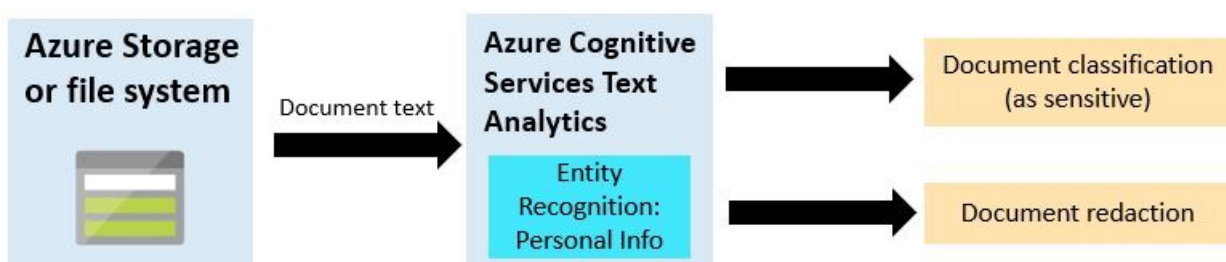 Azure Storage
or file system
Document text
Azure Cognitive
Services Text
Analytics
Entity
Recognition:
Personal Info
Document classification
(as sensitive)
Document redaction